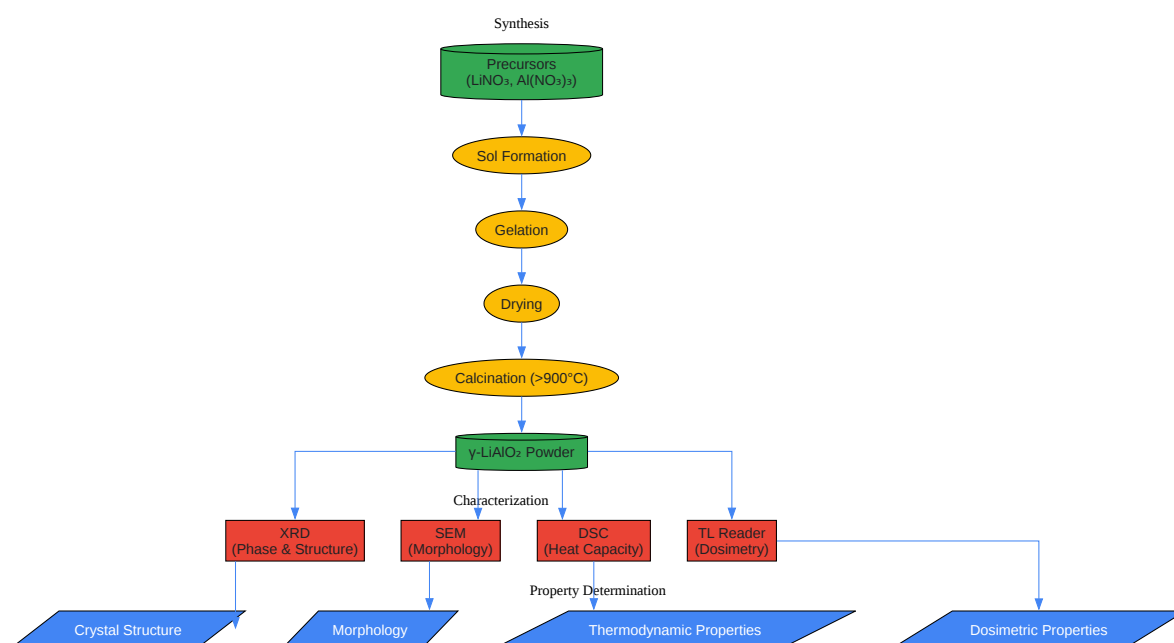 Synthesis
Precursors
(LiNO₃, Al(NO₃)₃)
Sol Formation
Gelation
Drying
Calcination (>900°C)
γ-LiAlO₂ Powder
Characterization
XRD
(Phase & Structure)
SEM
(Morphology)
DSC
(Heat Capacity)
TL Reader
(Dosimetry)
Property Determination
Crystal Structure
Morphology
Thermodynamic Properties
Dosimetric Properties